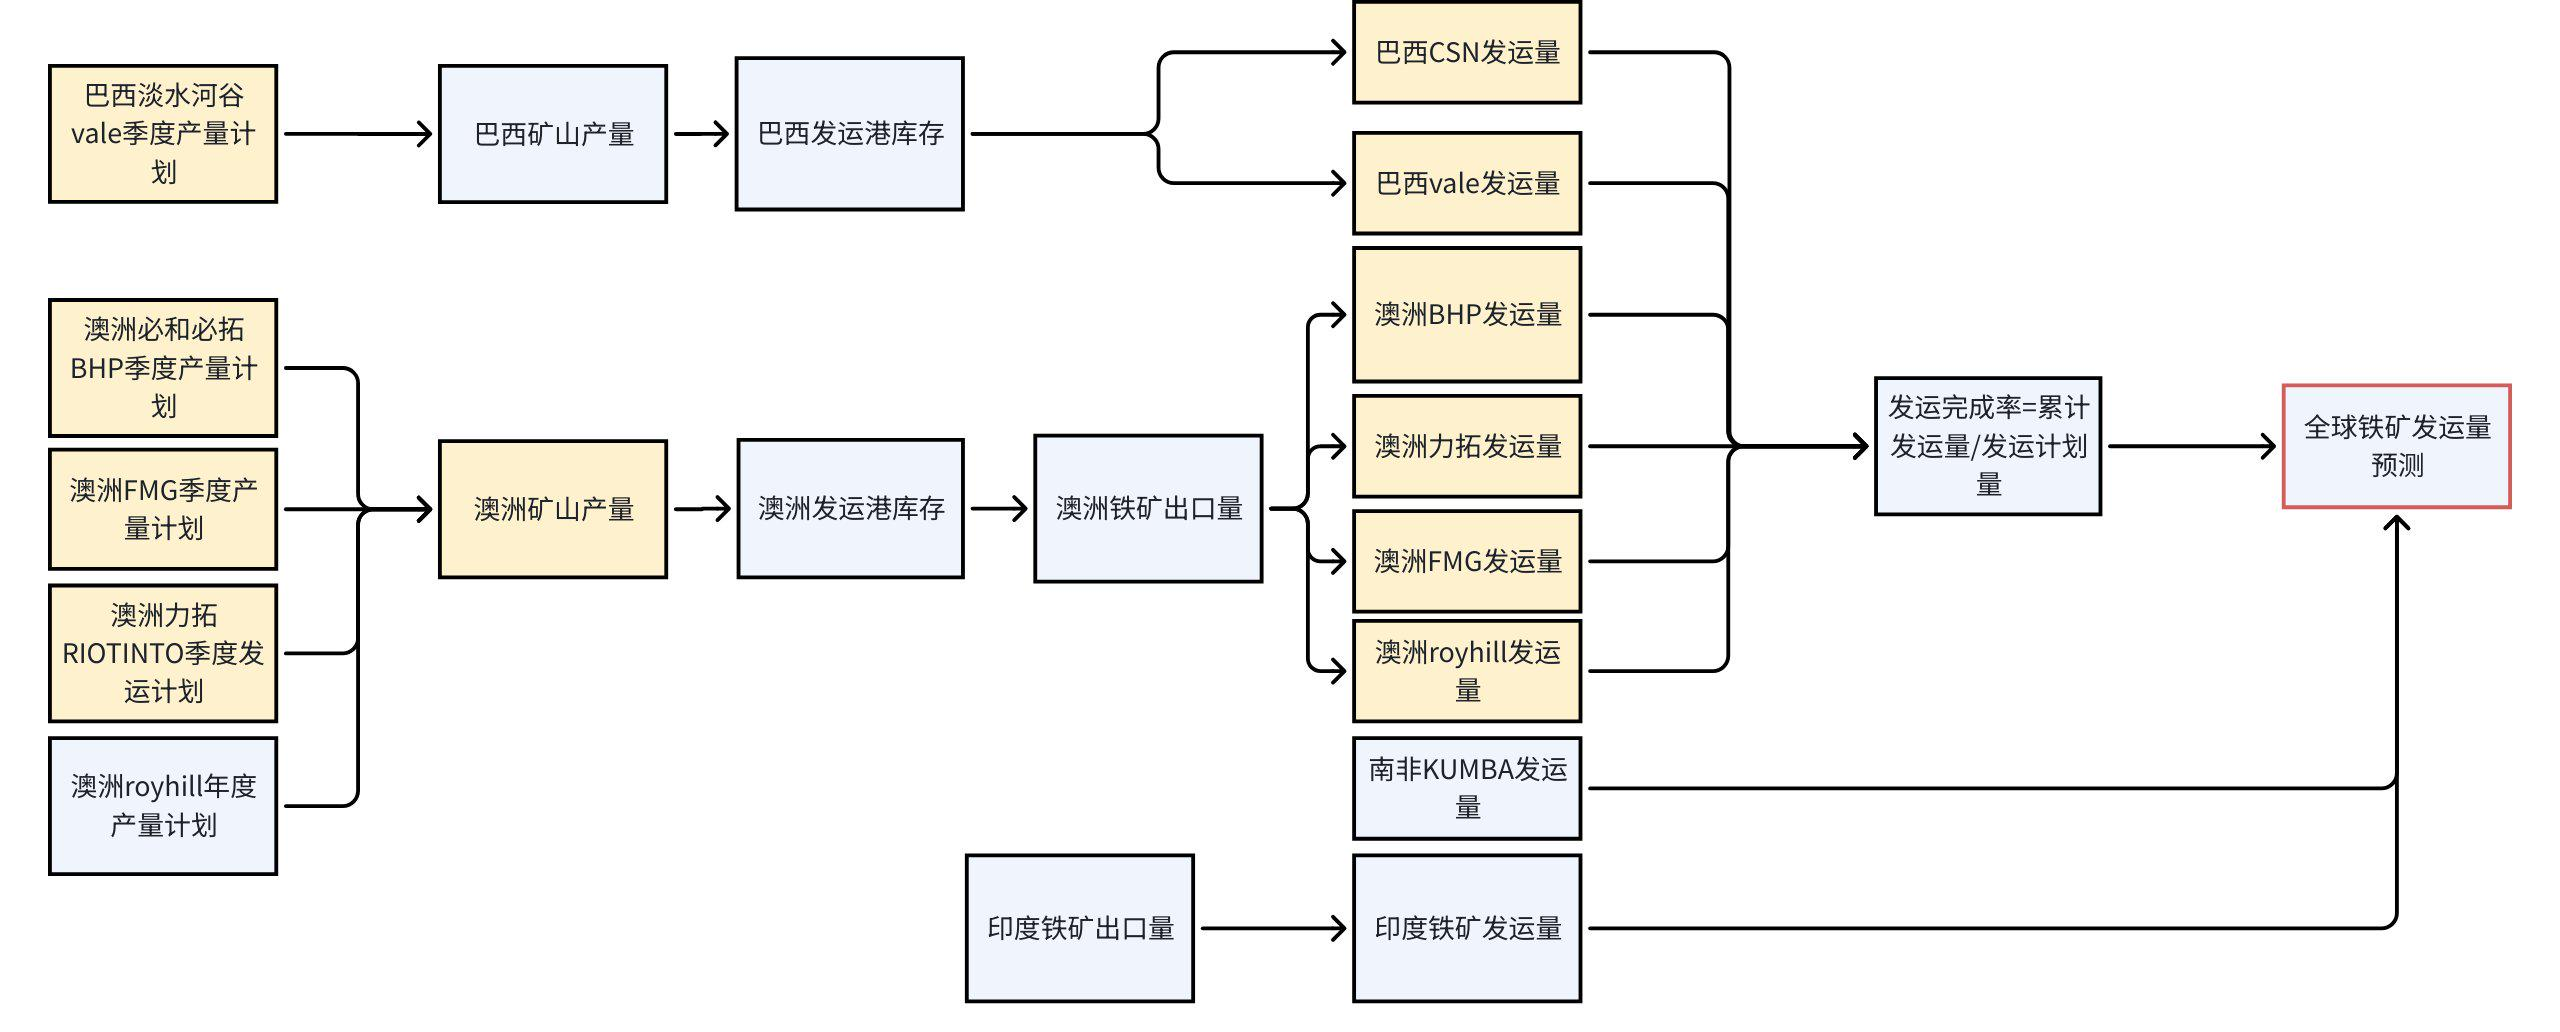 巴西淡水河谷
vale季度产量计
划
巴西矿山产量
巴西发运港库存
巴西CSN发运量
巴西vale发运量
澳洲必和必拓
BHP季度产量计
划
澳洲FMG季度产
量计划
澳洲力拓
RIOTINTO季度发
运计划
澳洲royhill年度
产量计划
澳洲矿山产量
澳洲发运港库存
澳洲铁矿出口量
澳洲BHP发运量
澳洲力拓发运量
澳洲FMG发运量
澳洲royhill发运
量
南非KUMBA发运
量
印度铁矿出口量
印度铁矿发运量
发运完成率=累计
发运量/发运计划
量
全球铁矿发运量
预测